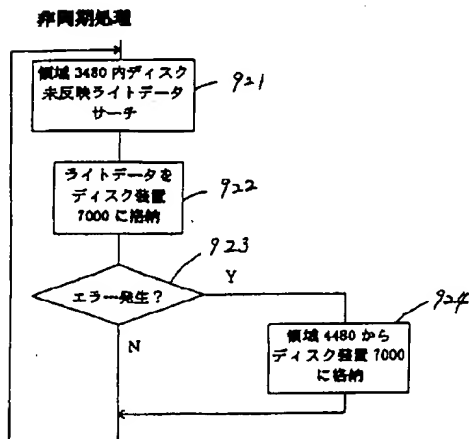 非同期処理
領域 3480 内ディスク
未反映ライトデータ
サーチ
921
ライトデータを
ディスク装置
7000 に格納
922
923
エラー発生？
Y
N
924
領域 4480 から
ディスク装置 7000
に格納